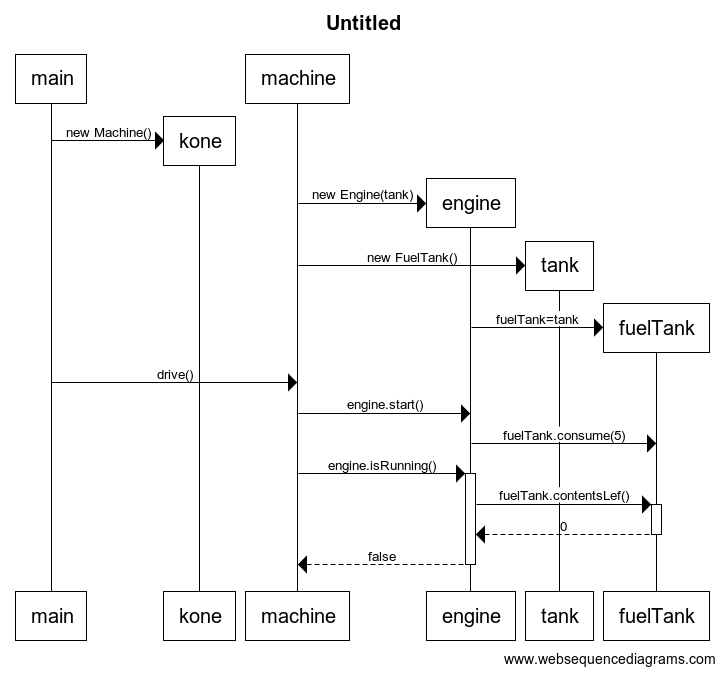 Untitled
main
machine
new Machine()
kone
new Engine(tank)
engine
new FuelTank()
tank
fuelTank=tank
fuelTank
drive()
engine.start()
fuelTank.consume(5)
engine.isRunning()
fuelTank.contentsLef()
0
false
main kone machine engine tank fuelTank
www.websequencediagrams.com